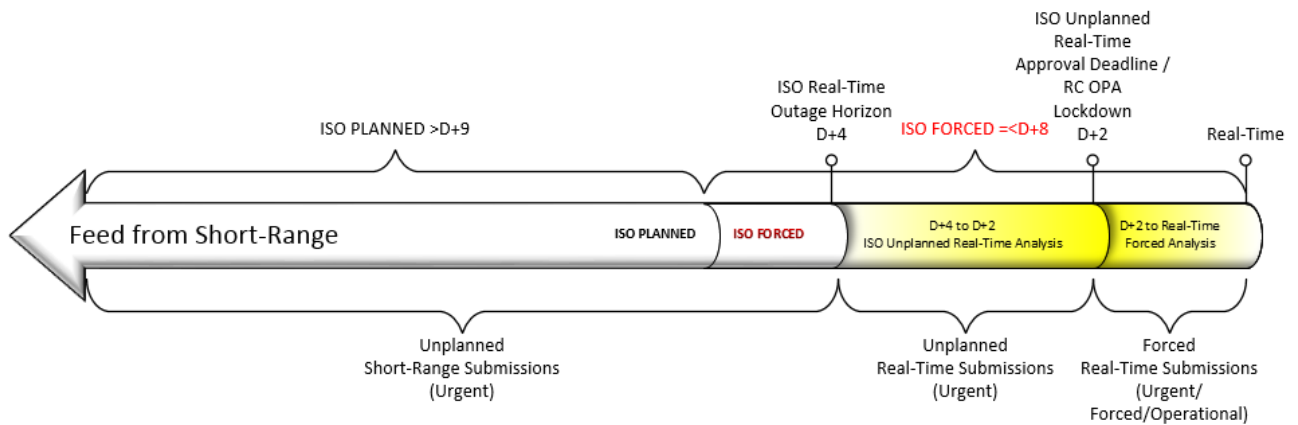 ISO Unplanned
Real-Time
Approval Deadline /
RC OPA
Lockdown
D+2
ISO Real-Time
Outage Horizon
D+4
ISO PLANNED >D+9
ISO FORCED =<D+8
Real-Time
Feed from Short-Range
ISO PLANNED
ISO FORCED
D+4 to D+2
ISO Unplanned Real-Time Analysis
D+2 to Real-Time
Forced Analysis
Unplanned
Short-Range Submissions
(Urgent)
Unplanned
Real-Time Submissions
(Urgent)
Forced
Real-Time Submissions
(Urgent/
Forced/Operational)